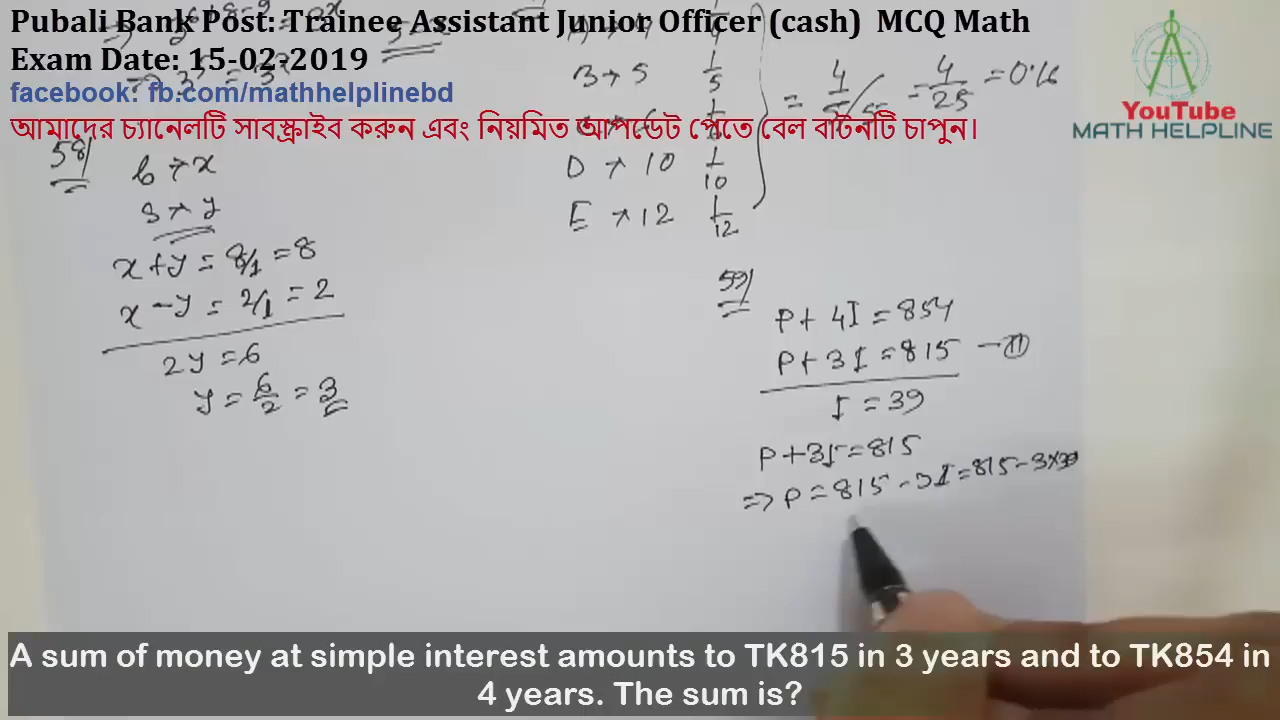 Pubali Bank Post: Trainee Assistant Junior Officer (cash) MCQ Math
Exam Date: 15-02-2019
facebook: fb.com/mathhelplinebd
আমাদের চ্যানেলটি সাবস্ক্রাইব করুন এবং নিয়মিত আপডেট পেতে বেল বাটনটি চাপুন।
YouTube
MATH HELPLINE
B → 5 1/5
= 4/5/5 = 4/25 = 0.16
D → 10 1/10
E → 12 1/12
58/
b → x
s → y
x + y = 8/1 = 8
x - y = 2/1 = 2
2y = 6
y = 6/2 = 3
59/
P + 4I = 854
P + 3I = 815 - ⑪
I = 39
P + 3I = 815
=> P = 815 - 3I = 815 - 3×39
A sum of money at simple interest amounts to TK815 in 3 years and to TK854 in
4 years. The sum is?